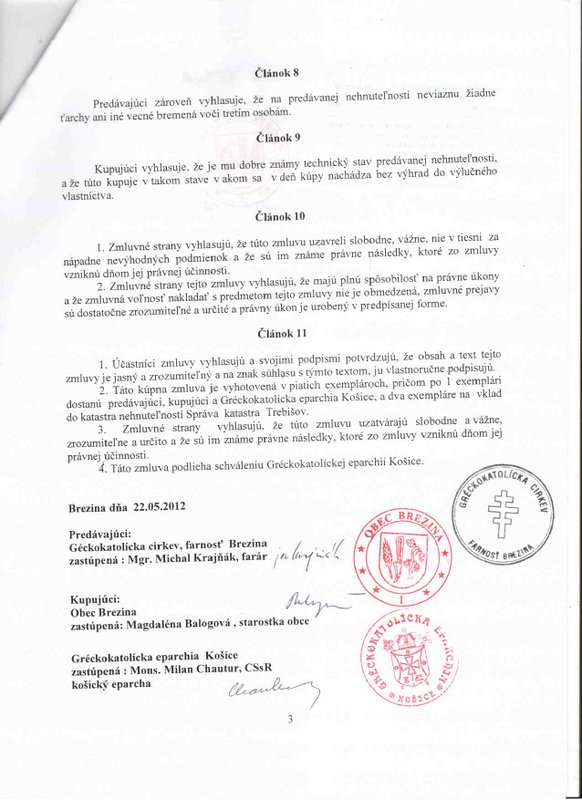 Článok 8
Predávajúci zároveň vyhlasuje, že na predávanej nehnuteľnosti neviaznu žiadne
ťarchy ani iné vecné bremená voči tretím osobám.
Článok 9
Kupujúci vyhlasuje, že je mu dobre známy technický stav predávanej nehnuteľnosti,
a že túto kupuje v takom stave v akom sa v deň kúpy nachádza bez výhrad do výlučného
vlastníctva.
Článok 10
1. Zmluvné strany vyhlasujú, že túto zmluvu uzavreli slobodne, vážne, nie v tiesni za
nápadne nevýhodných podmienok a že sú im známe právne následky, ktoré zo zmluvy
vzniknú dňom jej právnej účinnosti.
2. Zmluvné strany tejto zmluvy vyhlasujú, že majú plnú spôsobilosť na právne úkony
a že zmluvná voľnosť nakladať s predmetom tejto zmluvy nie je obmedzená, zmluvné prejavy
sú dostatočne zrozumiteľné a určité a právny úkon je urobený v predpísanej forme.
Článok 11
1. Účastníci zmluvy vyhlasujú a svojimi podpismi potvrdzujú, že obsah a text tejto
zmluvy je jasný a zrozumiteľný a na znak súhlasu s týmto textom, ju vlastnoručne podpisujú.
2. Táto kúpna zmluva je vyhotovená v piatich exemplároch, pričom po 1 exemplári
dostanú predávajúci, kupujúci a Gréckokatolícka eparchia Košice, a dva exempláre na vklad
do katastra nehnuteľností Správa katastra Trebišov.
3. Zmluvné strany vyhlasujú, že túto zmluvu uzatvárajú slobodne a vážne,
zrozumiteľne a určito a že sú im známe právne následky, ktoré zo zmluvy vzniknú dňom jej
právnej účinnosti.
4. Táto zmluva podlieha schváleniu Gréckokatolíckej eparchií Košice.
Brezina dňa 22.05.2012
GRÉCKOKATOLÍCKA CIRKEV
FARNOSŤ BREZINA
Predávajúci:
Géckokatolícka cirkev, farnosť Brezina
zastúpená : Mgr. Michal Krajňák, farár
OBEC BREZINA
1
Kupujúci:
Obec Brezina
zastúpená: Magdaléna Balogová , starostka obce
GRÉCKOKATOLÍCKA EPARCHIA
KOŠICE
Gréckokatolícka eparchia Košice
zastúpená : Mons. Milan Chautur, CSsR
košický eparcha
3